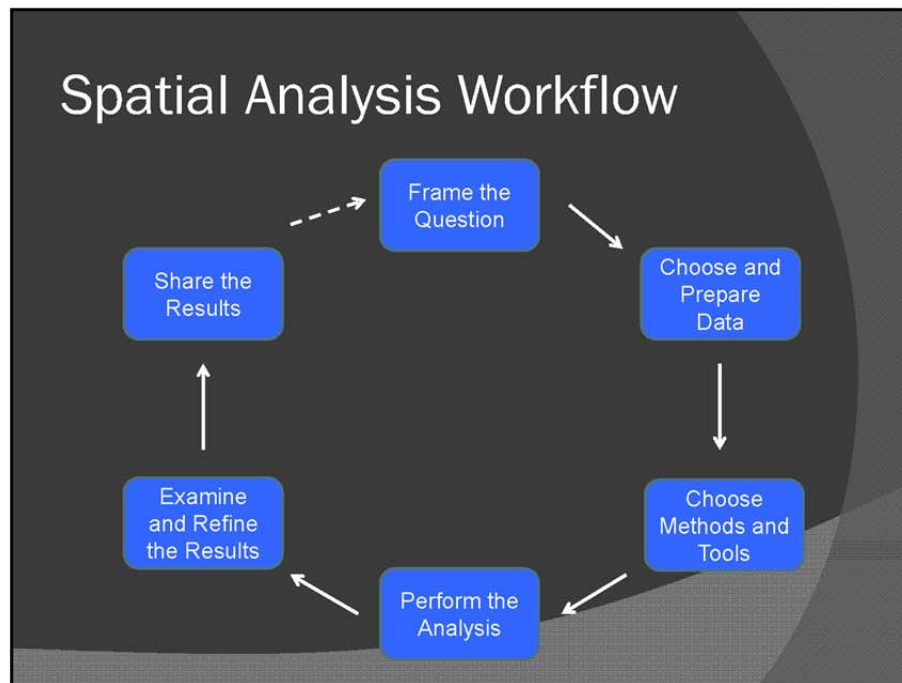 Spatial Analysis Workflow
Frame the
Question
Choose and
Prepare
Data
Choose
Methods and
Tools
Perform the
Analysis
Examine
and Refine
the Results
Share the
Results